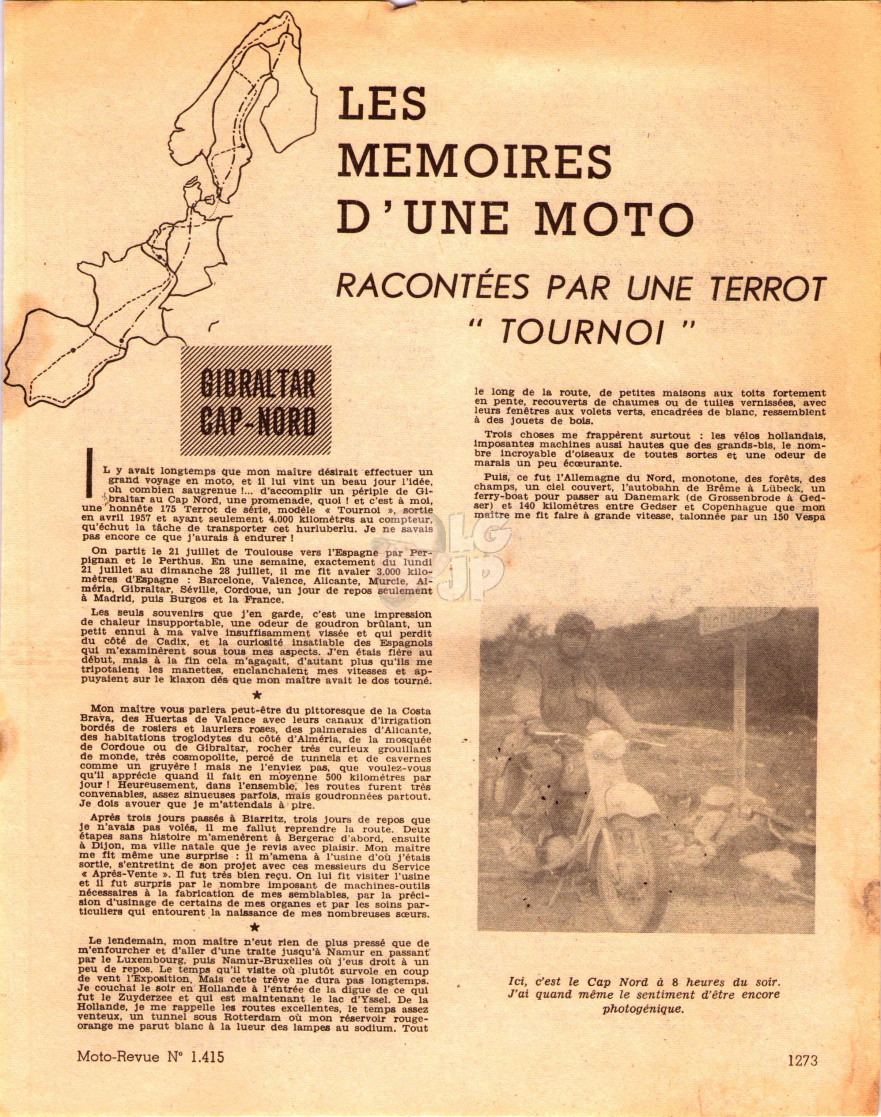 LES
MEMOIRES
D'UNE MOTO
RACONTÉES PAR UNE TERROT
“ TOURNOI ”
GIBRALTAR
CAP-NORD
IL y avait longtemps que mon maître désirait effectuer un
grand voyage en moto, et il lui vint un beau jour l'idée,
oh combien saugrenue !... d'accomplir un périple de Gi-
braltar au Cap Nord, une promenade, quoi ! et c'est à moi,
une honnête 175 Terrot de série, modèle « Tournoi », sortie
en avril 1957 et ayant seulement 4.000 kilomètres au compteur,
qu'échut la tâche de transporter cet hurluberlu. Je ne savais
pas encore ce que j'aurais à endurer !
On partit le 21 juillet de Toulouse vers l'Espagne par Per-
pignan et le Perthus. En une semaine, exactement du lundi
21 juillet au dimanche 28 juillet, il me fit avaler 3.000 kilo-
mètres d'Espagne : Barcelone, Valence, Alicante, Murcie, Al-
méria, Gibraltar, Séville, Cordoue, un jour de repos seulement
à Madrid, puis Burgos et la France.
Les seuls souvenirs que j'en garde, c'est une impression
de chaleur insupportable, une odeur de goudron brûlant, un
petit ennui à ma valve insuffisamment vissée et qui perdit
du côté de Cadix, et la curiosité insatiable des Espagnols
qui m'examinèrent sous tous mes aspects. J'en étais fière au
début, mais à la fin cela m'agaçait, d'autant plus qu'ils me
tripotaient les manettes, enclanchaient mes vitesses et ap-
puyaient sur le klaxon dès que mon maître avait le dos tourné.
★
Mon maître vous parlera peut-être du pittoresque de la Costa
Brava, des Huertas de Valence avec leurs canaux d'irrigation
bordés de rosiers et lauriers roses, des palmeraies d'Alicante,
des habitations troglodytes du côté d'Alméria, de la mosquée
de Cordoue ou de Gibraltar, rocher très curieux grouillant
de monde, très cosmopolite, percé de tunnels et de cavernes
comme un gruyère ! mais ne l'enviez pas, que voulez-vous
qu'il apprécie quand il fait en moyenne 500 kilomètres par
jour ! Heureusement, dans l'ensemble, les routes furent très
convenables, assez sinueuses parfois, mais goudronnées partout.
Je dois avouer que je m'attendais à pire.
Après trois jours passés à Biarritz, trois jours de repos que
je n'avais pas volés, il me fallut reprendre la route. Deux
étapes sans histoire m'amenèrent à Bergerac d'abord, ensuite
à Dijon, ma ville natale que je revis avec plaisir. Mon maître
me fit même une surprise : il m'amena à l'usine d'où j'étais
sortie, s'entretint de son projet avec ces messieurs du Service
« Après-Vente ». Il fut très bien reçu. On lui fit visiter l'usine
et il fut surpris par le nombre imposant de machines-outils
nécessaires à la fabrication de mes semblables, par la préci-
sion d'usinage de certains de mes organes et par les soins par-
ticuliers qui entourent la naissance de mes nombreuses sœurs.
★
Le lendemain, mon maître n'eut rien de plus pressé que de
m'enfourcher et d'aller d'une traite jusqu'à Namur en passant
par le Luxembourg, puis Namur-Bruxelles où j'eus droit à un
peu de repos. Le temps qu'il visite où plutôt survole en coup
de vent l'Exposition. Mais cette trêve ne dura pas longtemps.
Je couchai le soir en Hollande à l'entrée de la digue de ce qui
fut le Zuyderzee et qui est maintenant le lac d'Yssel. De la
Hollande, je me rappelle les routes excellentes, le temps assez
venteux, un tunnel sous Rotterdam où mon réservoir rouge-
orange me parut blanc à la lueur des lampes au sodium. Tout
le long de la route, de petites maisons aux toits fortement
en pente, recouverts de chaumes ou de tuiles vernissées, avec
leurs fenêtres aux volets verts, encadrées de blanc, ressemblent
à des jouets de bois.
Trois choses me frappèrent surtout : les vélos hollandais,
imposantes machines aussi hautes que des grands-bis, le nom-
bre incroyable d'oiseaux de toutes sortes et une odeur de
marais un peu écœurante.
Puis, ce fut l'Allemagne du Nord, monotone, des forêts, des
champs, un ciel couvert, l'autobahn de Brême à Lübeck, un
ferry-boat pour passer au Danemark (de Grossenbrode à Ged-
ser) et 140 kilomètres entre Gedser et Copenhague que mon
maître me fit faire à grande vitesse, talonnée par un 150 Vespa
LG
JP
Ici, c'est le Cap Nord à 8 heures du soir.
J'ai quand même le sentiment d'être encore
photogénique.
Moto-Revue N° 1.415
1273